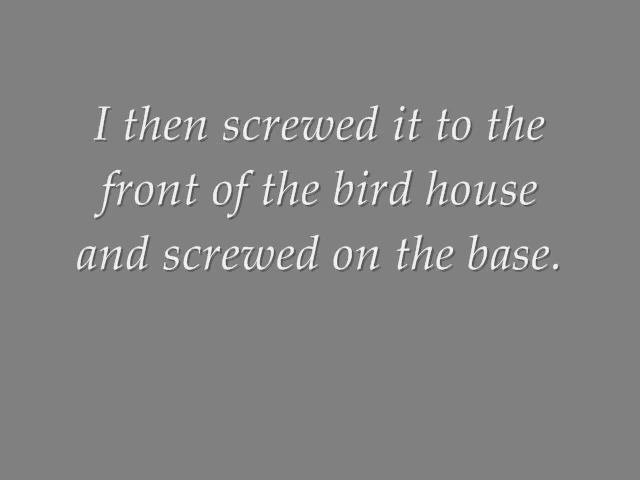 I then screwed it to the
front of the bird house
and screwed on the base.